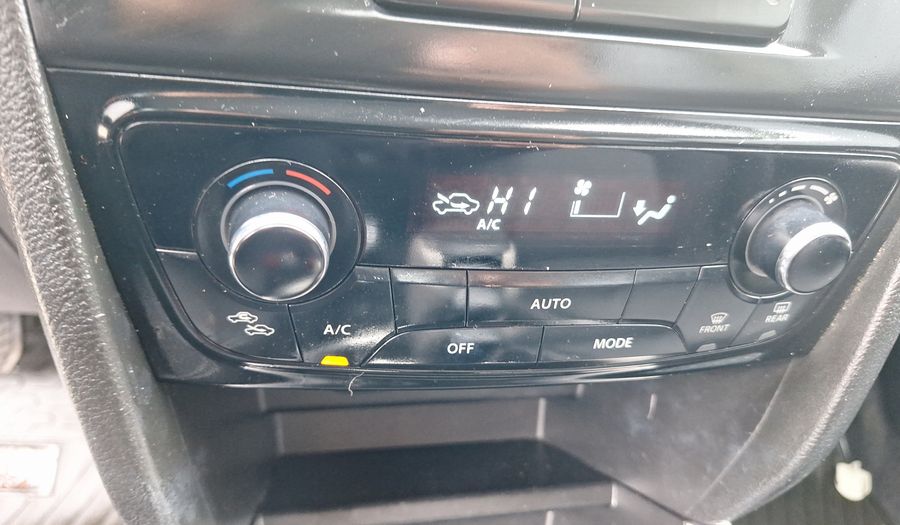 HI
A/C
AUTO
A/C
OFF
MODE
FRONT
REAR